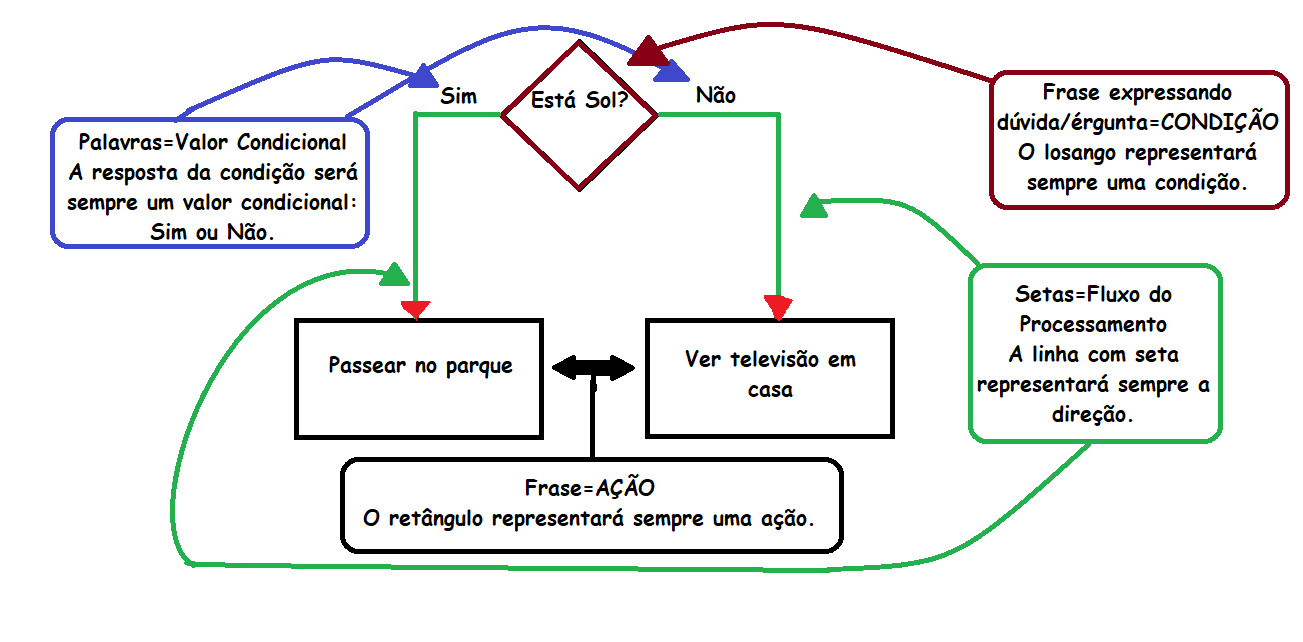 Sim
Está Sol?
Não
Palavras=Valor Condicional
A resposta da condição será
sempre um valor condicional:
Sim ou Não.
Frase expressando
dúvida/érgunta=CONDIÇÃO
O losango representará
sempre uma condição.
Setas=Fluxo do
Processamento
A linha com seta
representará sempre a
direção.
Passear no parque
Ver televisão em
casa
Frase=AÇÃO
O retângulo representará sempre uma ação.